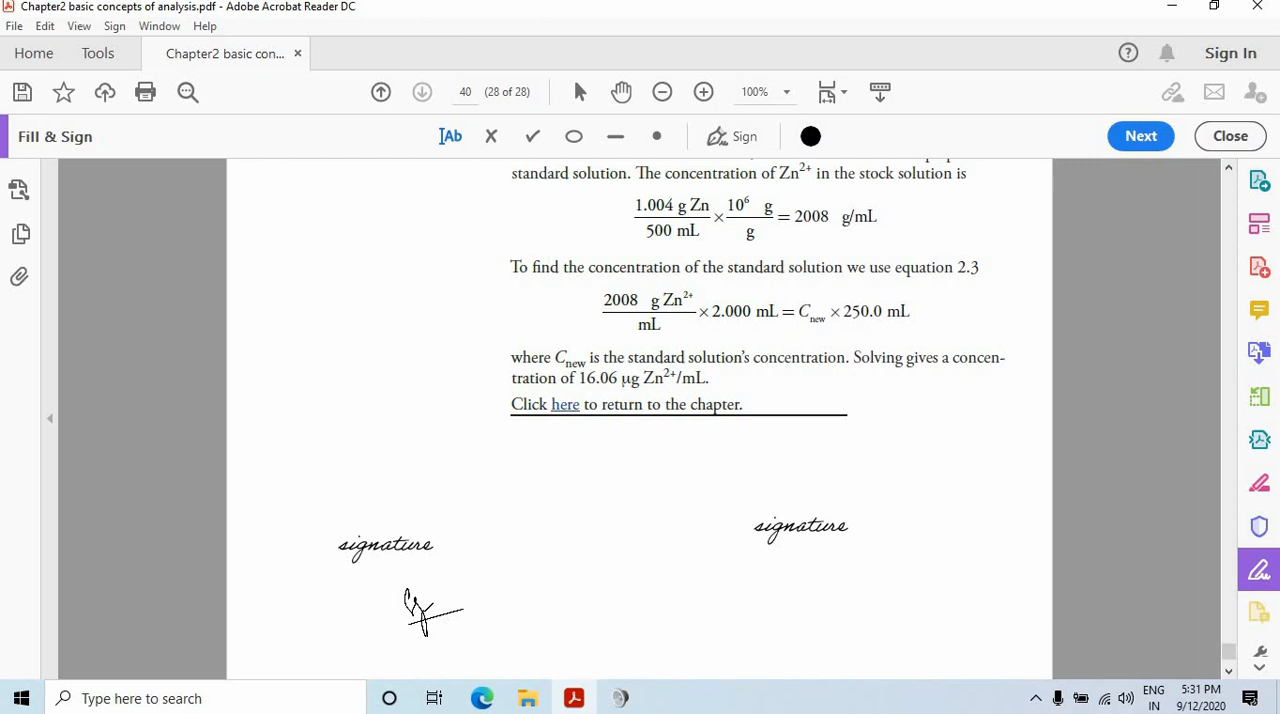 Chapter2 basic concepts of analysis.pdf - Adobe Acrobat Reader DC
File Edit View Sign Window Help
Home Tools Chapter2 basic con... × Sign In
40 (28 of 28) 100%
Fill & Sign Ab Sign Next Close
standard solution. The concentration of Zn²⁺ in the stock solution is
1.004 g Zn / 500 mL × 10⁶ g / g = 2008 g/mL
To find the concentration of the standard solution we use equation 2.3
2008 g Zn²⁺ / mL × 2.000 mL = C_new × 250.0 mL
where C_new is the standard solution’s concentration. Solving gives a concen-
tration of 16.06 μg Zn²⁺/mL.
Click here to return to the chapter.
signature
signature
Type here to search
ENG
IN
5:31 PM
9/12/2020